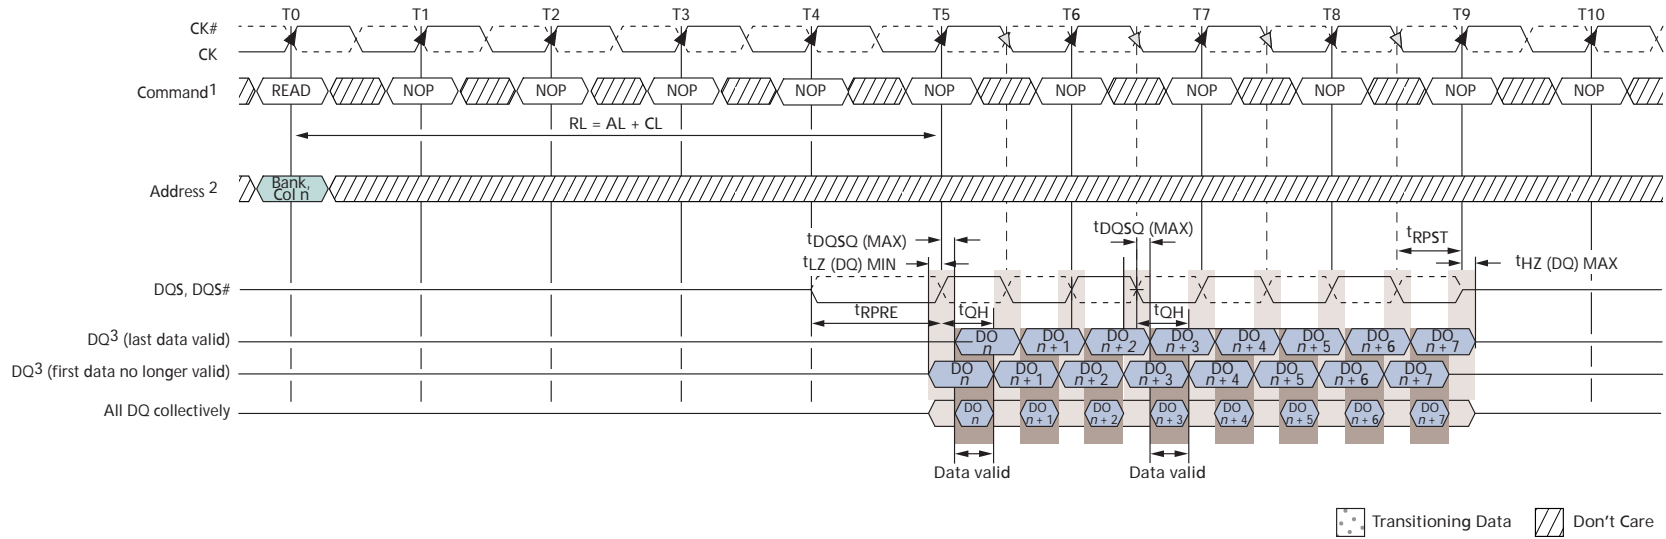 T0 T1 T2 T3 T4 T5 T6 T7 T8 T9 T10
CK#
CK
Command1 READ NOP NOP NOP NOP NOP NOP NOP NOP NOP NOP
RL = AL + CL
Address 2 Bank,
Col n
tDQSQ (MAX) tDQSQ (MAX) tRPST
tLZ (DQ) MIN tHZ (DQ) MAX
DQS, DQS#
tRPRE tQH tQH
DQ3 (last data valid) DO DO DO DO DO DO DO DO
n n + 1 n + 2 n + 3 n + 4 n + 5 n + 6 n + 7
DQ3 (first data no longer valid) DO DO DO DO DO DO DO DO
n n + 1 n + 2 n + 3 n + 4 n + 5 n + 6 n + 7
All DQ collectively DO DO DO DO DO DO DO DO
n n + 1 n + 2 n + 3 n + 4 n + 5 n + 6 n + 7
Data valid Data valid
Transitioning Data Don't Care